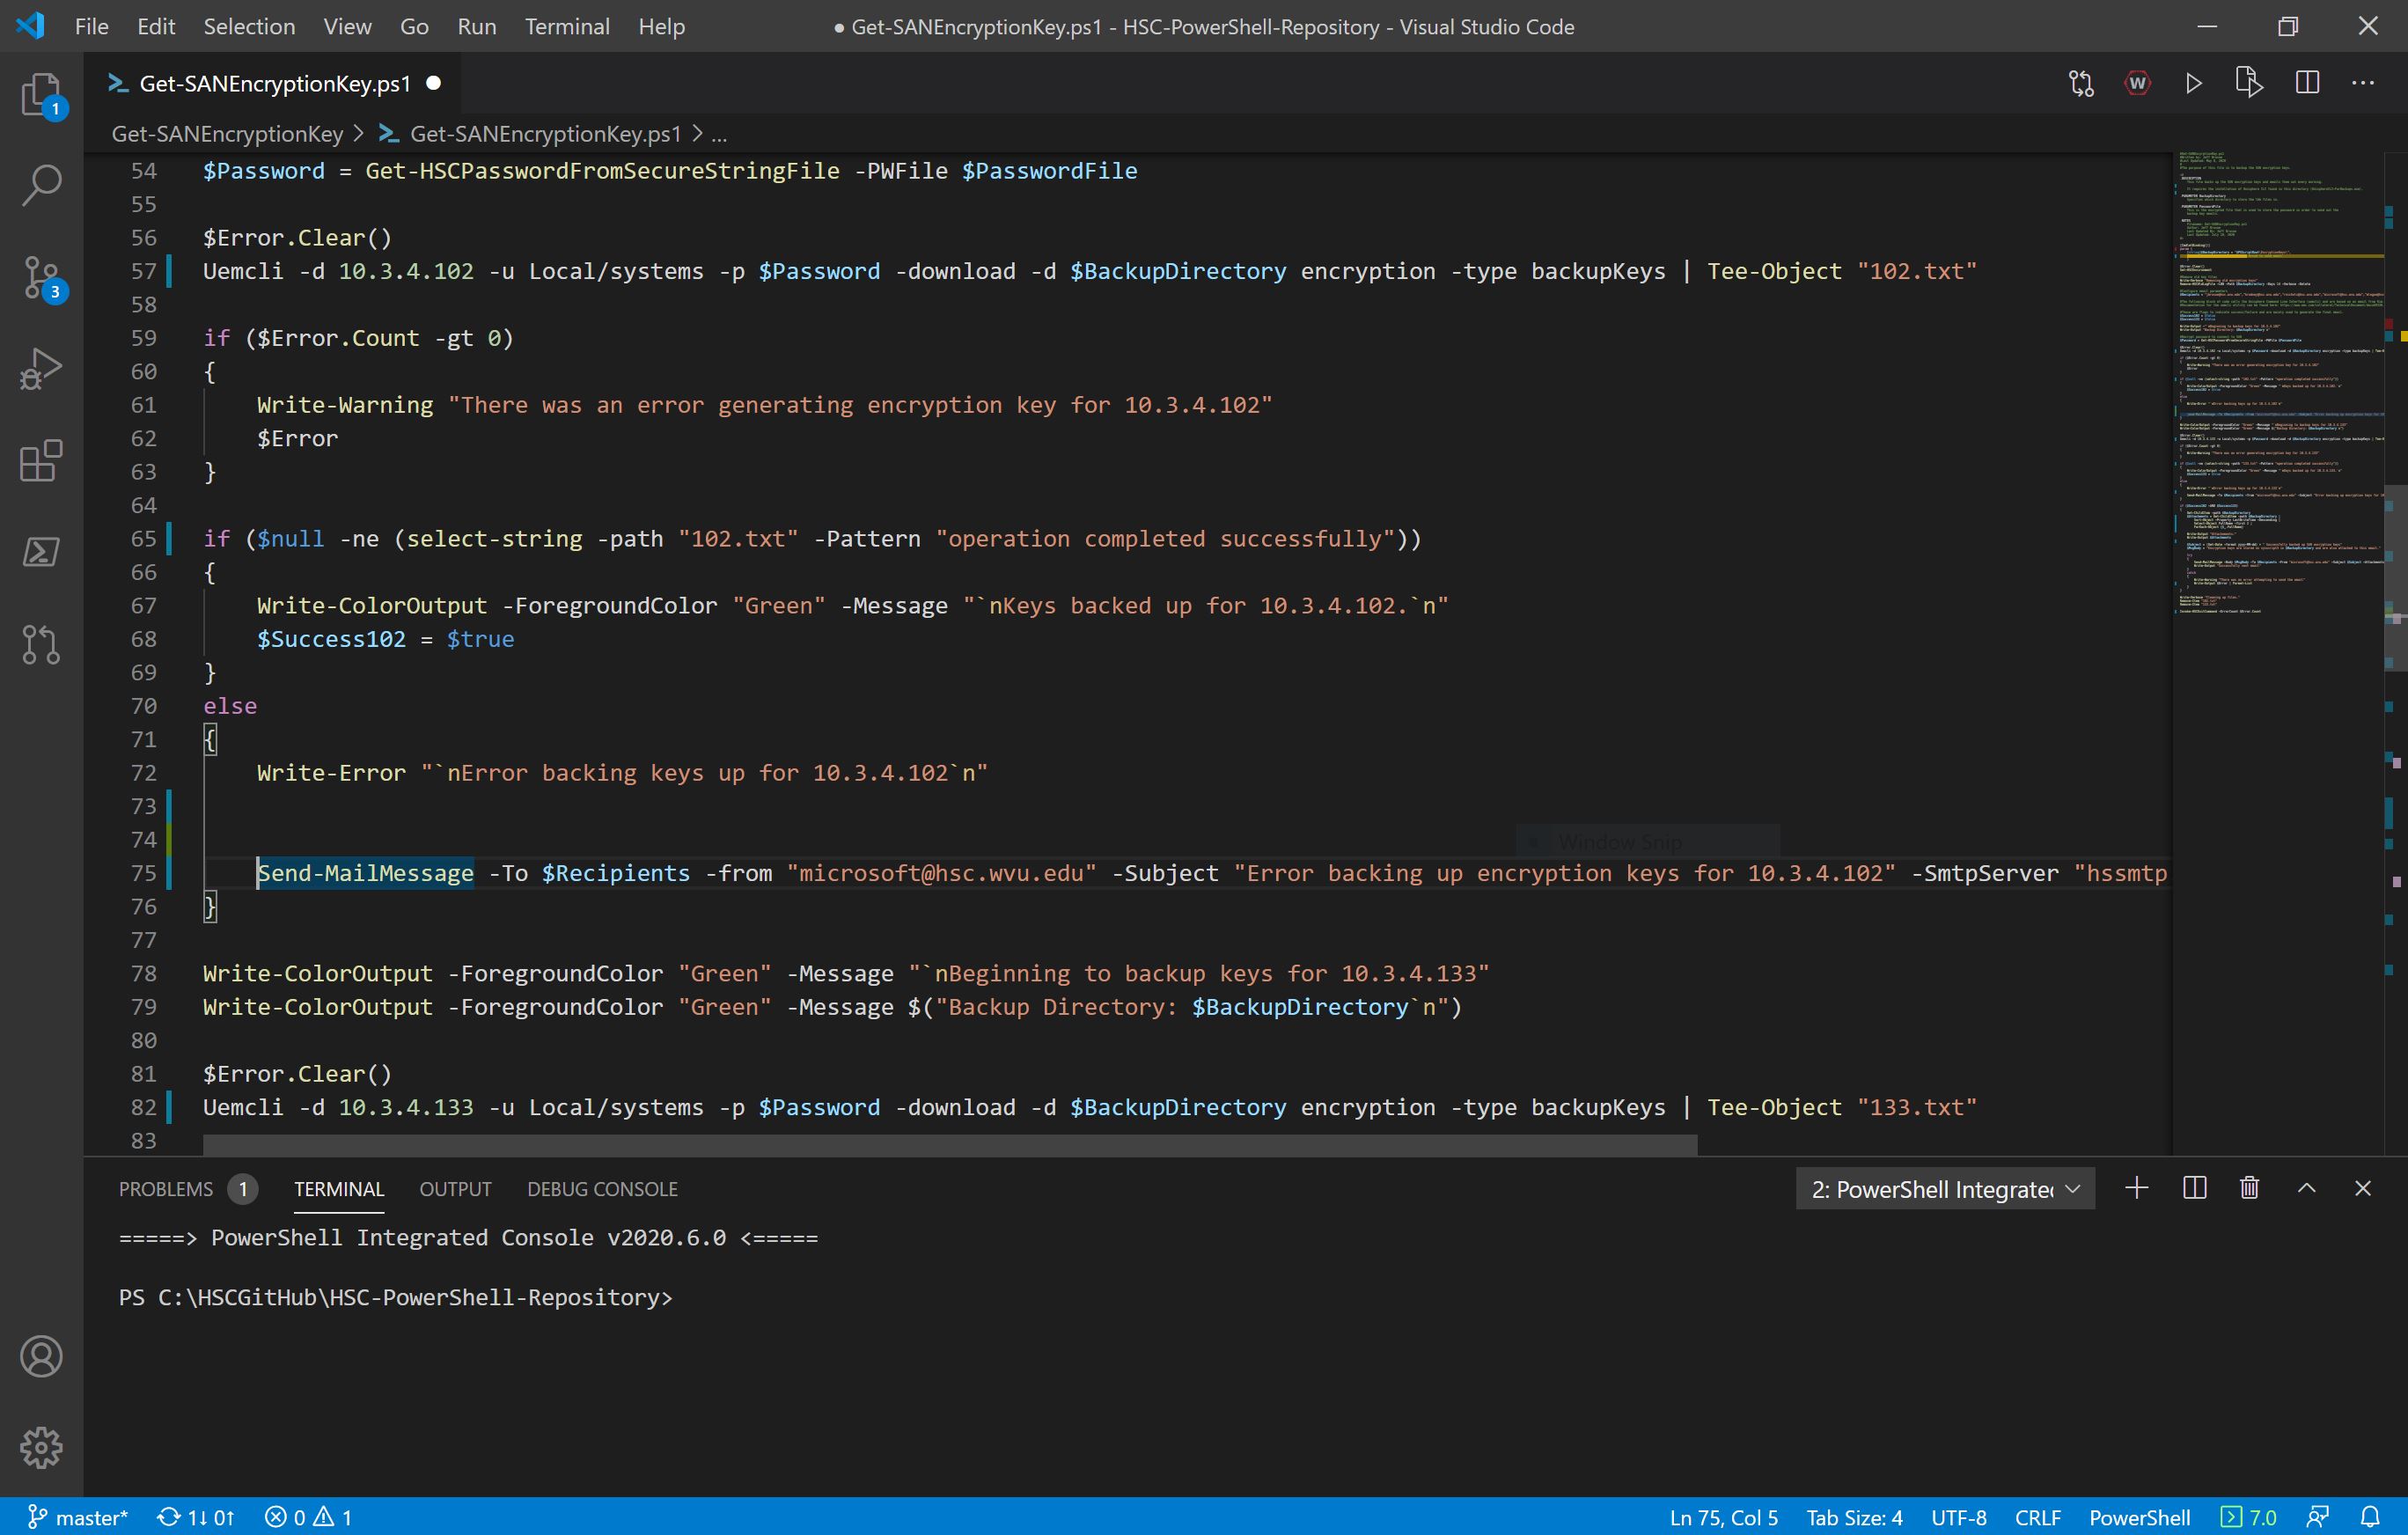 File Edit Selection View Go Run Terminal Help ● Get-SANEncryptionKey.ps1 - HSC-PowerShell-Repository - Visual Studio Code
Get-SANEncryptionKey.ps1 ●
Get-SANEncryptionKey > Get-SANEncryptionKey.ps1 > ...
1
3
54 $Password = Get-HSCPasswordFromSecureStringFile -PWFile $PasswordFile
55
56 $Error.Clear()
57 Uemcli -d 10.3.4.102 -u Local/systems -p $Password -download -d $BackupDirectory encryption -type backupKeys | Tee-Object "102.txt"
58
59 if ($Error.Count -gt 0)
60 {
61 Write-Warning "There was an error generating encryption key for 10.3.4.102"
62 $Error
63 }
64
65 if ($null -ne (select-string -path "102.txt" -Pattern "operation completed successfully"))
66 {
67 Write-ColorOutput -ForegroundColor "Green" -Message "`nKeys backed up for 10.3.4.102.`n"
68 $Success102 = $true
69 }
70 else
71 {
72 Write-Error "`nError backing keys up for 10.3.4.102`n"
73
74
Window Snip
75 Send-MailMessage -To $Recipients -from "microsoft@hsc.wvu.edu" -Subject "Error backing up encryption keys for 10.3.4.102" -SmtpServer "hssmtp
76 }
77
78 Write-ColorOutput -ForegroundColor "Green" -Message "`nBeginning to backup keys for 10.3.4.133"
79 Write-ColorOutput -ForegroundColor "Green" -Message $("Backup Directory: $BackupDirectory`n")
80
81 $Error.Clear()
82 Uemcli -d 10.3.4.133 -u Local/systems -p $Password -download -d $BackupDirectory encryption -type backupKeys | Tee-Object "133.txt"
83
PROBLEMS 1 TERMINAL OUTPUT DEBUG CONSOLE 2: PowerShell Integrated
=====> PowerShell Integrated Console v2020.6.0 <=====
PS C:\HSCGitHub\HSC-PowerShell-Repository>
master* 1↓ 0↑ 0 1 Ln 75, Col 5 Tab Size: 4 UTF-8 CRLF PowerShell 7.0